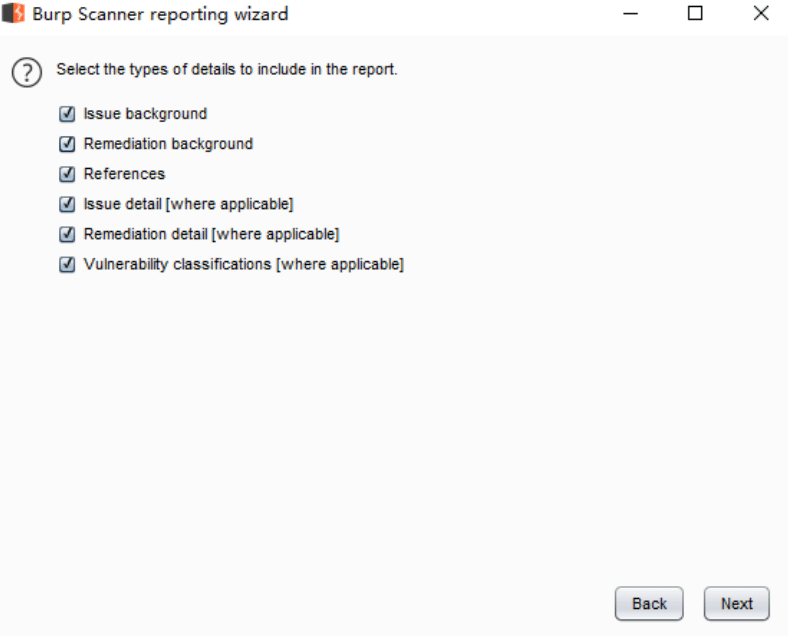 Burp Scanner reporting wizard
Select the types of details to include in the report.
Issue background
Remediation background
References
Issue detail [where applicable]
Remediation detail [where applicable]
Vulnerability classifications [where applicable]
Back
Next